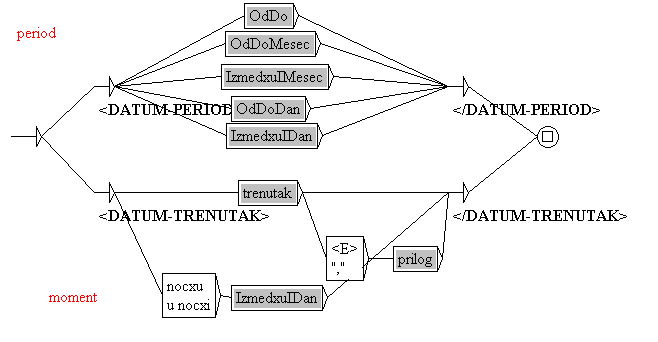 period
OdDo
OdDoMesec
IzmedxuIMesec
<DATUM-PERIOD>
OdDoDan
</DATUM-PERIOD>
IzmedxuIDan
trenutak
<DATUM-TRENUTAK>
</DATUM-TRENUTAK>
<E>
","
prilog
moment
nocxu
u nocxi
IzmedxuIDan